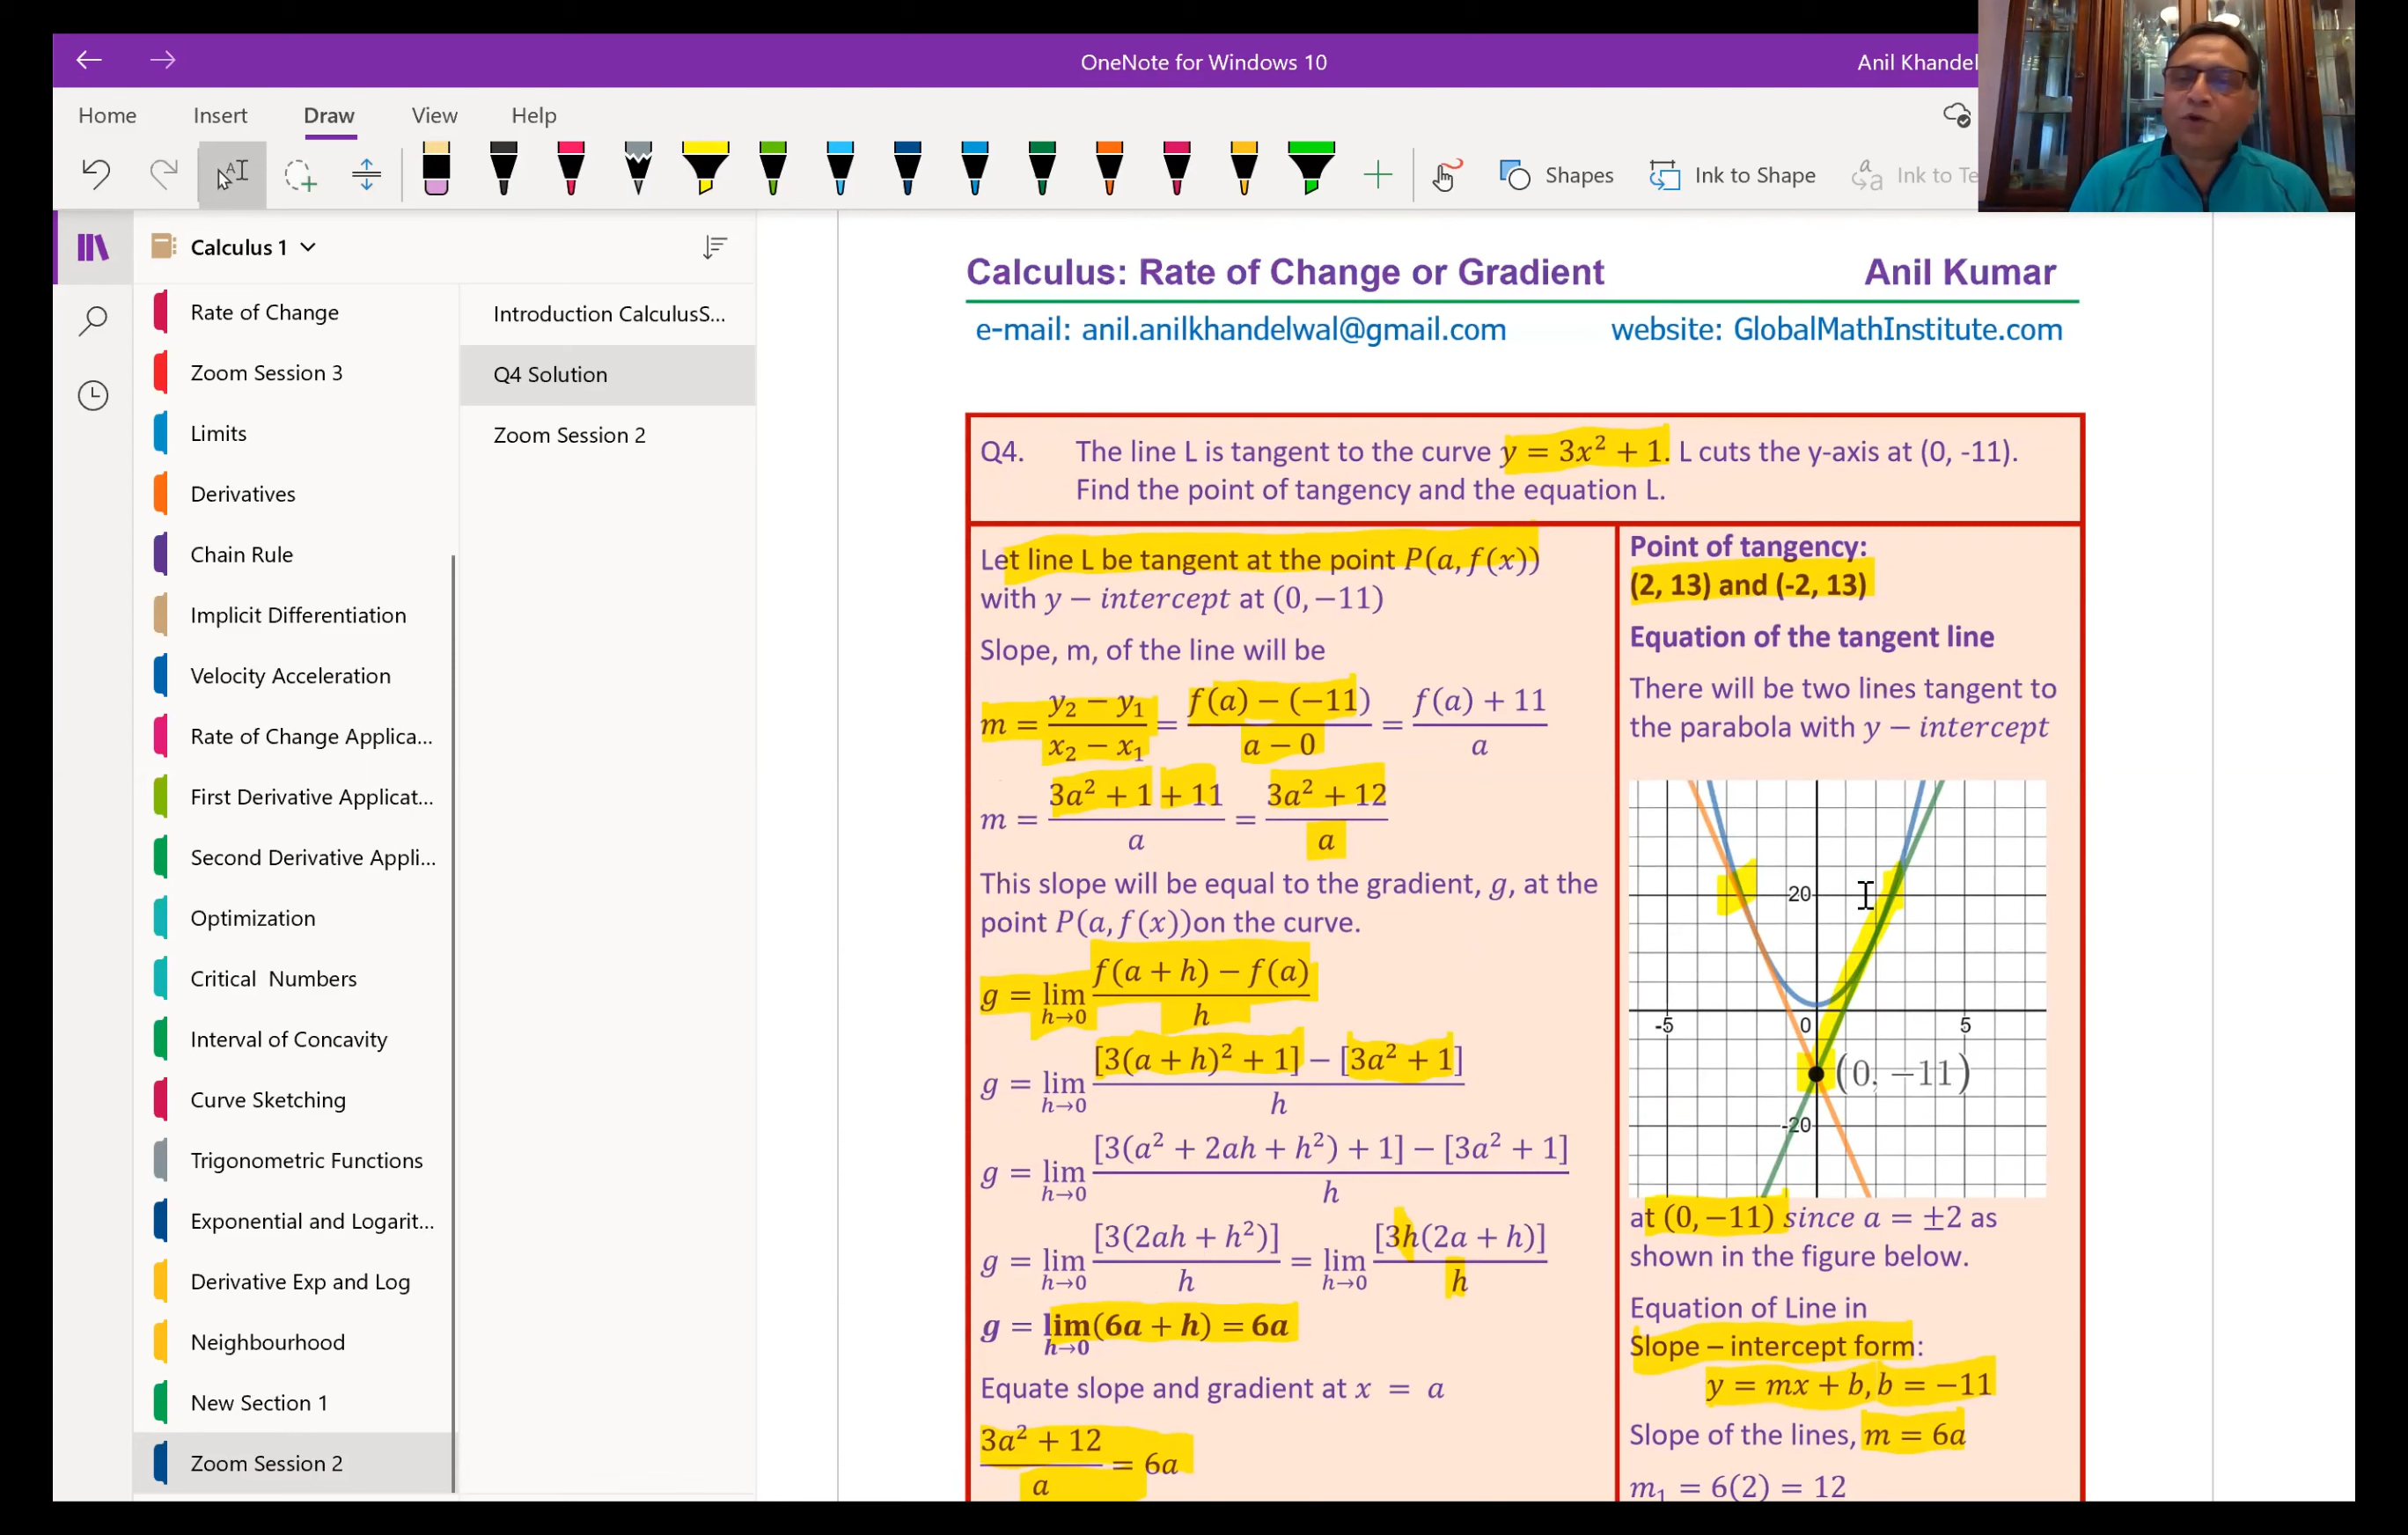 OneNote for Windows 10
Anil Khandel
Home Insert Draw View Help
Shapes Ink to Shape Ink to Te
Calculus 1
Rate of Change
Zoom Session 3
Limits
Derivatives
Chain Rule
Implicit Differentiation
Velocity Acceleration
Rate of Change Applica...
First Derivative Applicat...
Second Derivative Appli...
Optimization
Critical Numbers
Interval of Concavity
Curve Sketching
Trigonometric Functions
Exponential and Logarit...
Derivative Exp and Log
Neighbourhood
New Section 1
Zoom Session 2
Introduction CalculusS...
Q4 Solution
Zoom Session 2
Calculus: Rate of Change or Gradient Anil Kumar
e-mail: anil.anilkhandelwal@gmail.com website: GlobalMathInstitute.com
Q4. The line L is tangent to the curve y = 3x² + 1. L cuts the y-axis at (0, -11).
Find the point of tangency and the equation L.
Let line L be tangent at the point P(a, f(x))
with y − intercept at (0, −11)
Slope, m, of the line will be
m = (y₂ − y₁)/(x₂ − x₁) = (f(a) − (−11))/(a − 0) = (f(a) + 11)/a
m = (3a² + 1 + 11)/a = (3a² + 12)/a
This slope will be equal to the gradient, g, at the
point P(a, f(x))on the curve.
g = lim h→0 (f(a + h) − f(a))/h
g = lim h→0 ([3(a + h)² + 1] − [3a² + 1])/h
g = lim h→0 ([3(a² + 2ah + h²) + 1] − [3a² + 1])/h
g = lim h→0 [3(2ah + h²)]/h = lim h→0 [3h(2a + h)]/h
g = lim h→0 (6a + h) = 6a
Equate slope and gradient at x = a
(3a² + 12)/a = 6a
Point of tangency:
(2, 13) and (-2, 13)
Equation of the tangent line
There will be two lines tangent to
the parabola with y − intercept
20
-5 0 5
(0, −11)
-20
at (0, −11) since a = ±2 as
shown in the figure below.
Equation of Line in
Slope – intercept form:
y = mx + b, b = −11
Slope of the lines, m = 6a
m₁ = 6(2) = 12